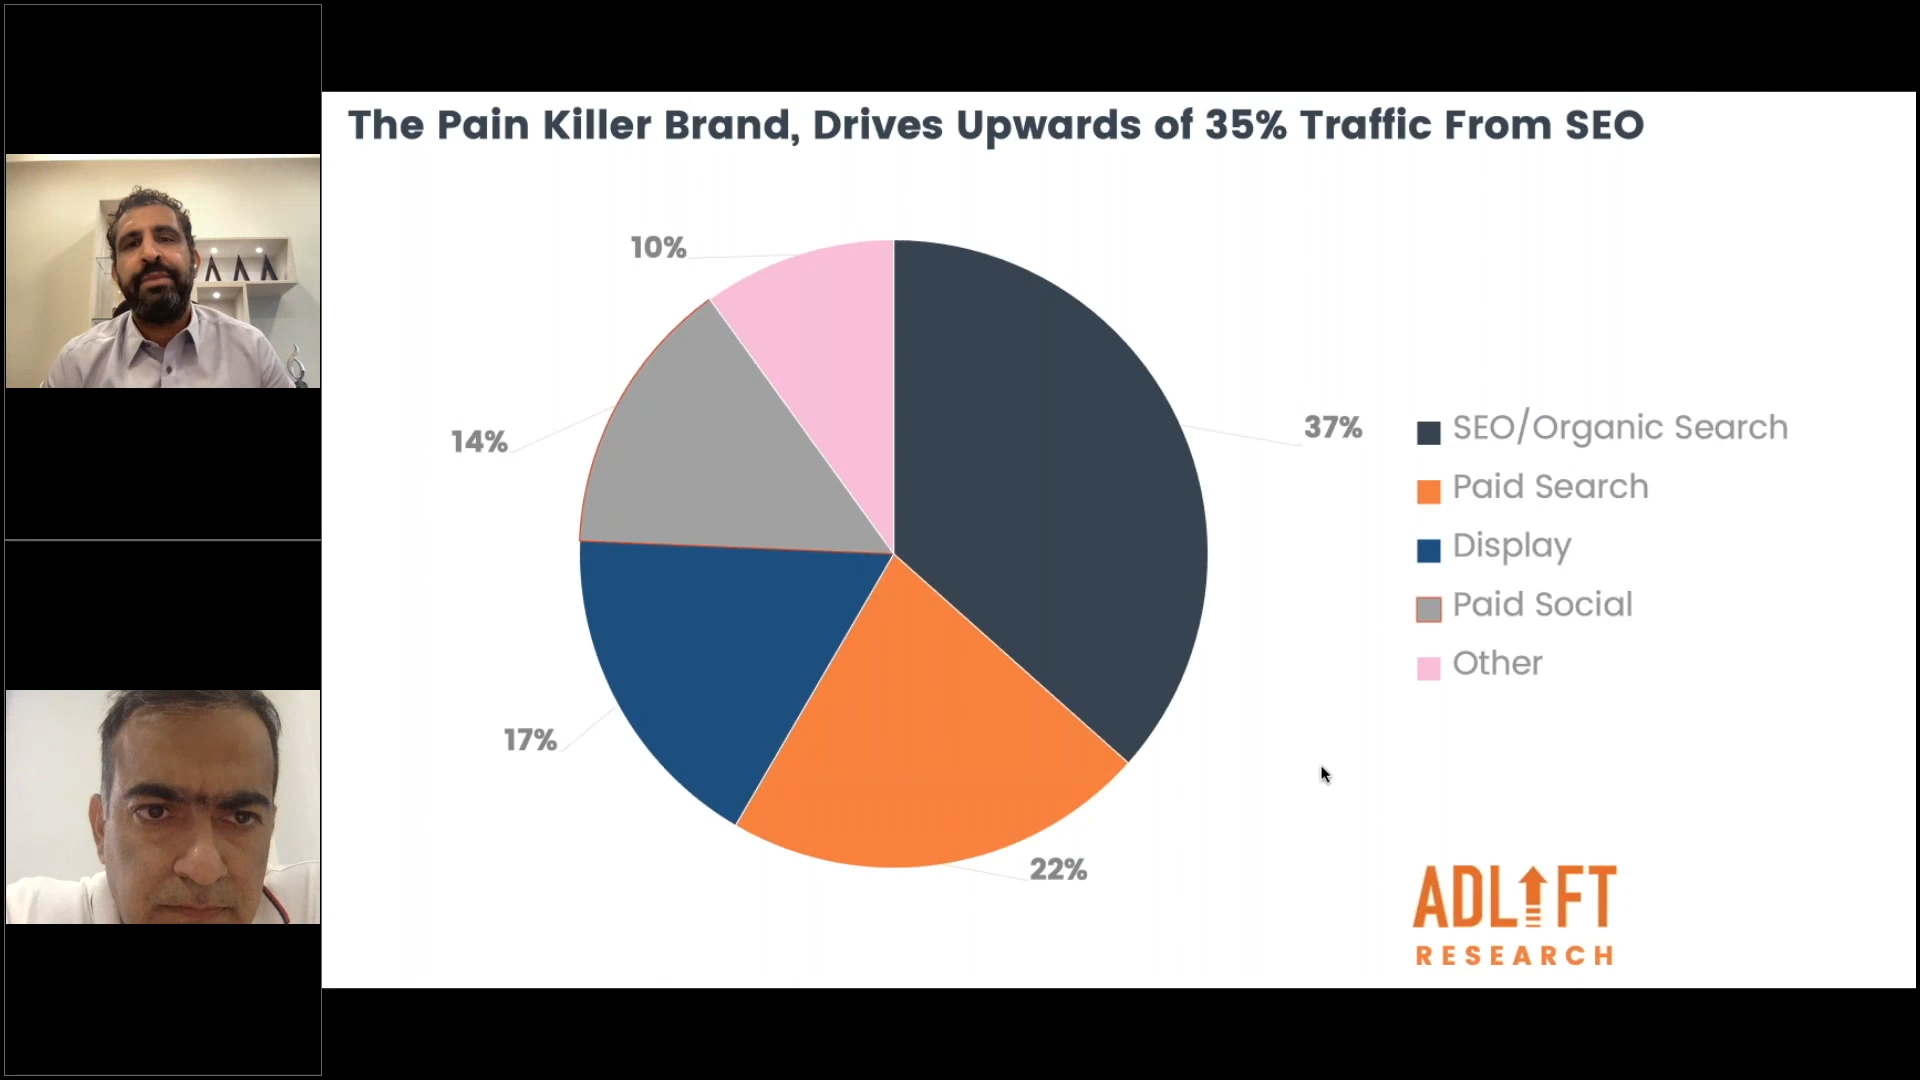 The Pain Killer Brand, Drives Upwards of 35% Traffic From SEO
10%
37%
14%
17%
22%
SEO/Organic Search
Paid Search
Display
Paid Social
Other
ADLIFT
RESEARCH